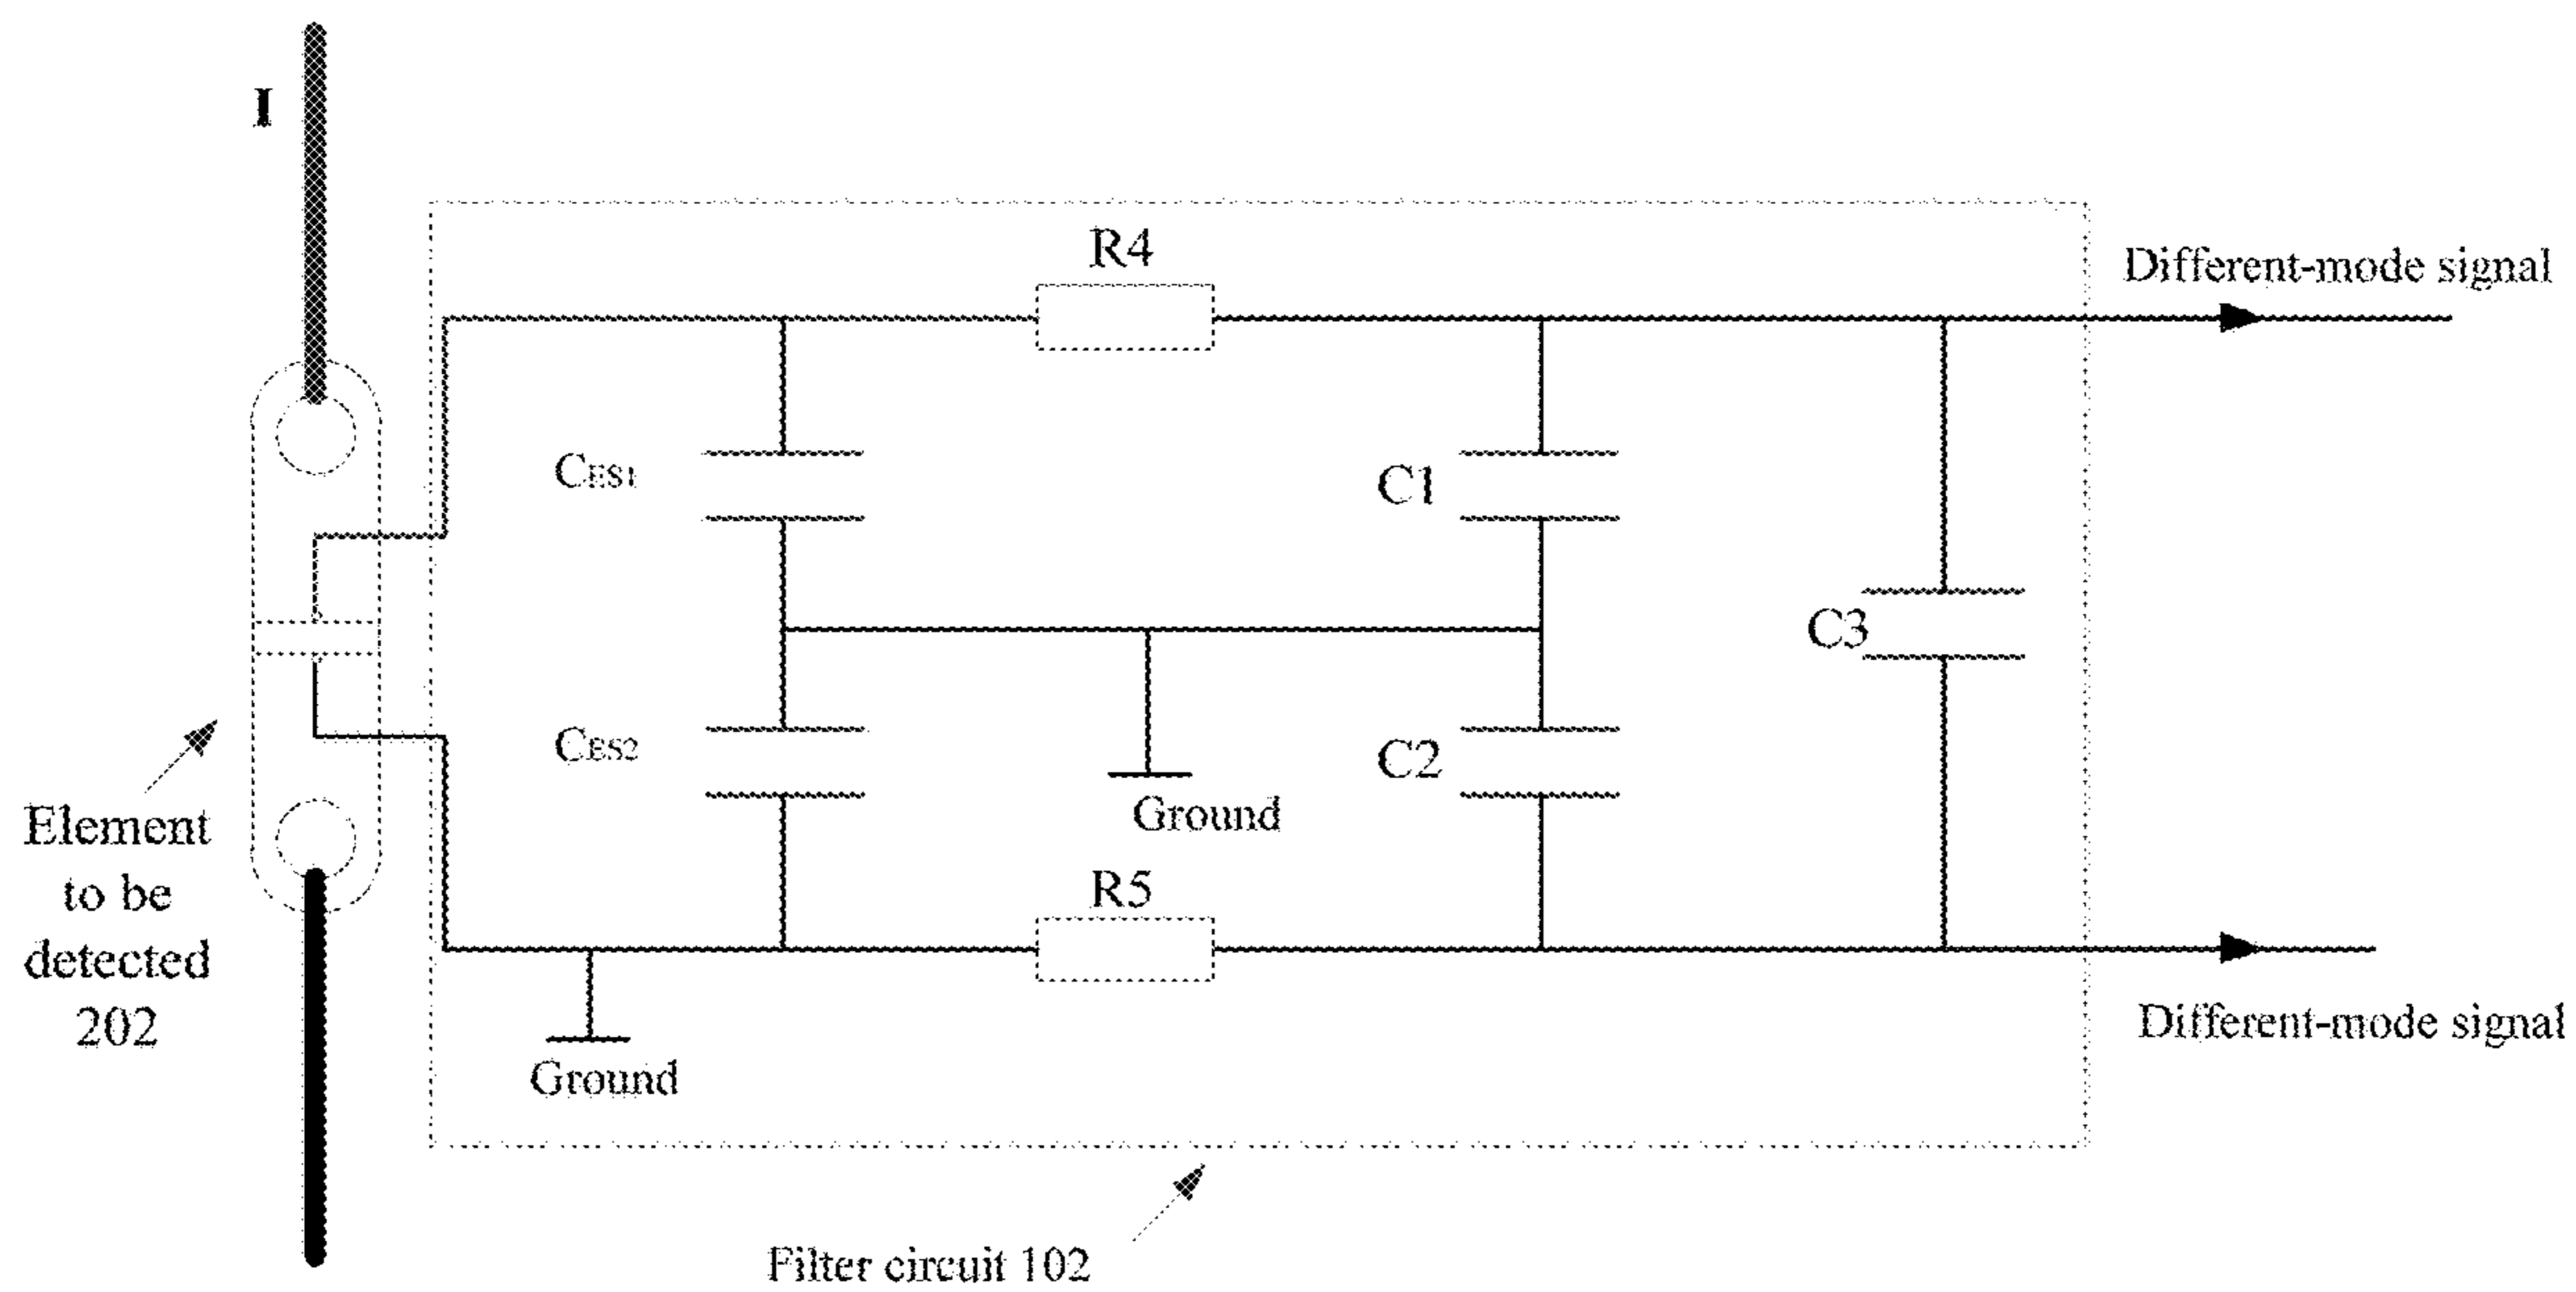 I
R4
Different-mode signal
CES1
C1
C3
CES2
C2
Ground
Element
to be
detected
202
R5
Ground
Different-mode signal
Filter circuit 102